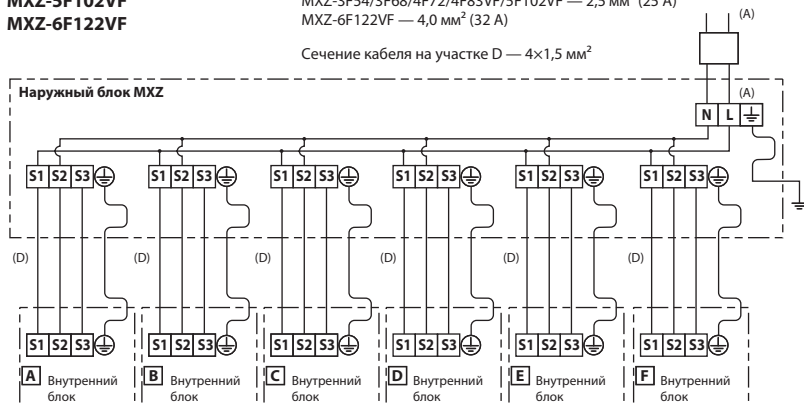 MXZ-5F102VF
MXZ-6F122VF
MXZ-3F54/3F68/4F72/4F83VF/5F102VF — 2,5 мм² (25 А)
MXZ-6F122VF — 4,0 мм² (32 А)
Сечение кабеля на участке D — 4×1,5 мм²
(A)
Наружный блок MXZ
(A)
N L
S1 S2 S3 S1 S2 S3 S1 S2 S3 S1 S2 S3 S1 S2 S3 S1 S2 S3
(D) (D) (D) (D) (D) (D)
S1 S2 S3 S1 S2 S3 S1 S2 S3 S1 S2 S3 S1 S2 S3 S1 S2 S3
A Внутренний блок
B Внутренний блок
C Внутренний блок
D Внутренний блок
E Внутренний блок
F Внутренний блок